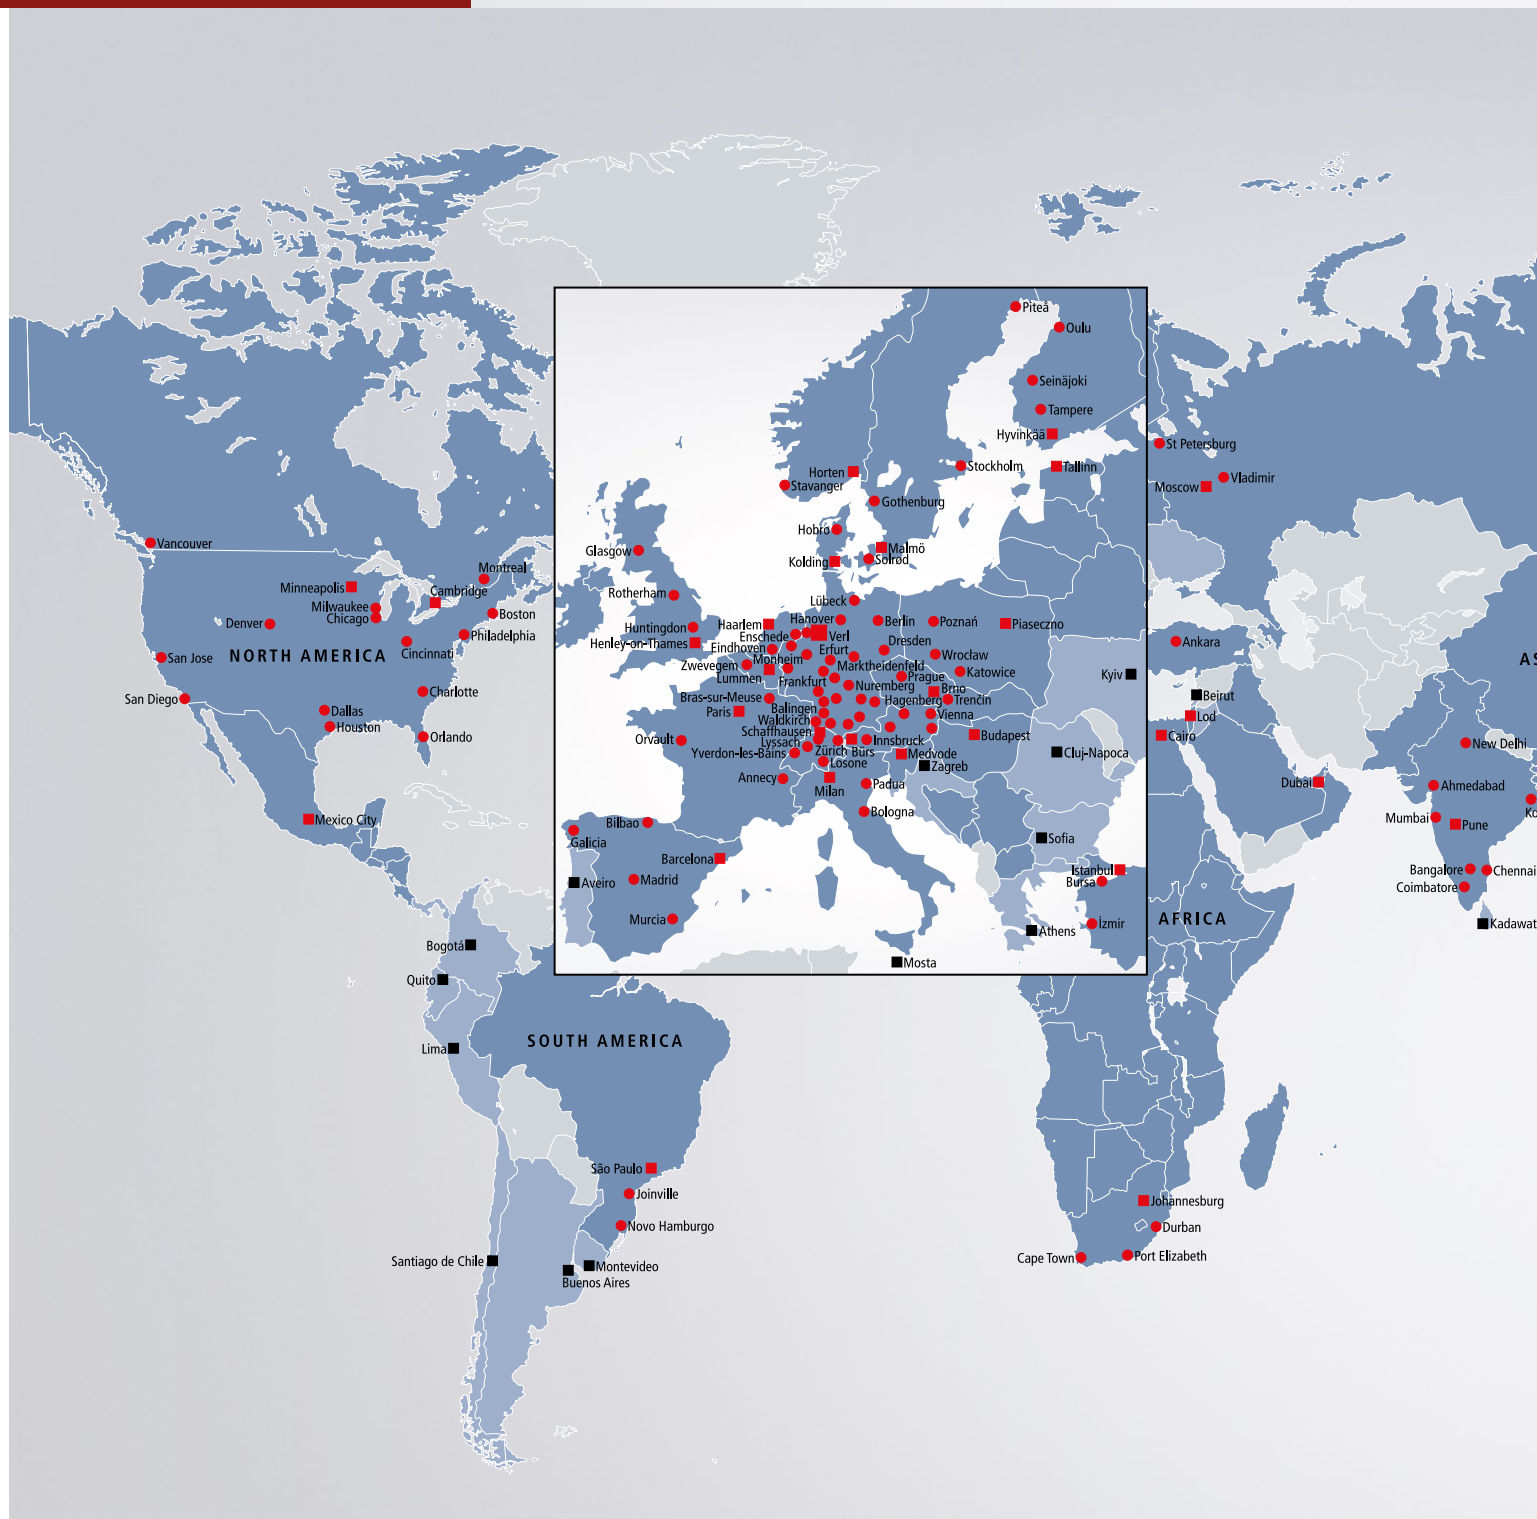 Vancouver
Montreal
Minneapolis
Cambridge
Milwaukee
Chicago
Boston
Denver
Philadelphia
Cincinnati
San Jose
NORTH AMERICA
San Diego
Charlotte
Dallas
Houston
Orlando
Mexico City
Bogotá
Quito
Lima
SOUTH AMERICA
São Paulo
Joinville
Novo Hamburgo
Santiago de Chile
Montevideo
Buenos Aires
Piteå
Oulu
Seinäjoki
Tampere
Hyvinkää
Horten
Stockholm
Tallinn
Stavanger
Gothenburg
Hobro
Glasgow
Malmö
Kolding
Solrød
Rotherham
Lübeck
Huntingdon
Haarlem
Hanover
Berlin
Poznań
Piaseczno
Enschede
Verl
Henley-on-Thames
Eindhoven
Erfurt
Dresden
Zwevegem
Monheim
Marktheidenfeld
Wrocław
Lummen
Frankfurt
Prague
Katowice
Nuremberg
Brno
Bras-sur-Meuse
Hagenberg
Trenčín
Paris
Balingen
Vienna
Waldkirch
Schaffhausen
Budapest
Orvault
Lyssach
Innsbruck
Yverdon-les-Bains
Zürich
Bürs
Medvode
Losone
Zagreb
Cluj-Napoca
Annecy
Milan
Padua
Bologna
Bilbao
Galicia
Sofia
Barcelona
Istanbul
Aveiro
Madrid
Bursa
Murcia
İzmir
Athens
Mosta
Kyiv
St Petersburg
Vladimir
Moscow
Ankara
AS
Beirut
Lod
Cairo
New Delhi
Dubai
Ahmedabad
Ko
Mumbai
Pune
Bangalore
Chennai
Coimbatore
Kadawat
AFRICA
Johannesburg
Durban
Cape Town
Port Elizabeth